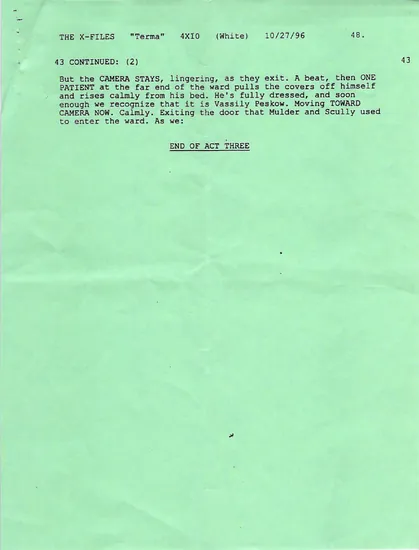 THE X-FILES "Terma" 4X10 (White) 10/27/96 48.
43 CONTINUED: (2) 43
But the CAMERA STAYS, lingering, as they exit. A beat, then ONE
PATIENT at the far end of the ward pulls the covers off himself
and rises calmly from his bed. He's fully dressed, and soon
enough we recognize that it is Vassily Peskow. Moving TOWARD
CAMERA NOW. Calmly. Exiting the door that Mulder and Scully used
to enter the ward. As we:
END OF ACT THREE